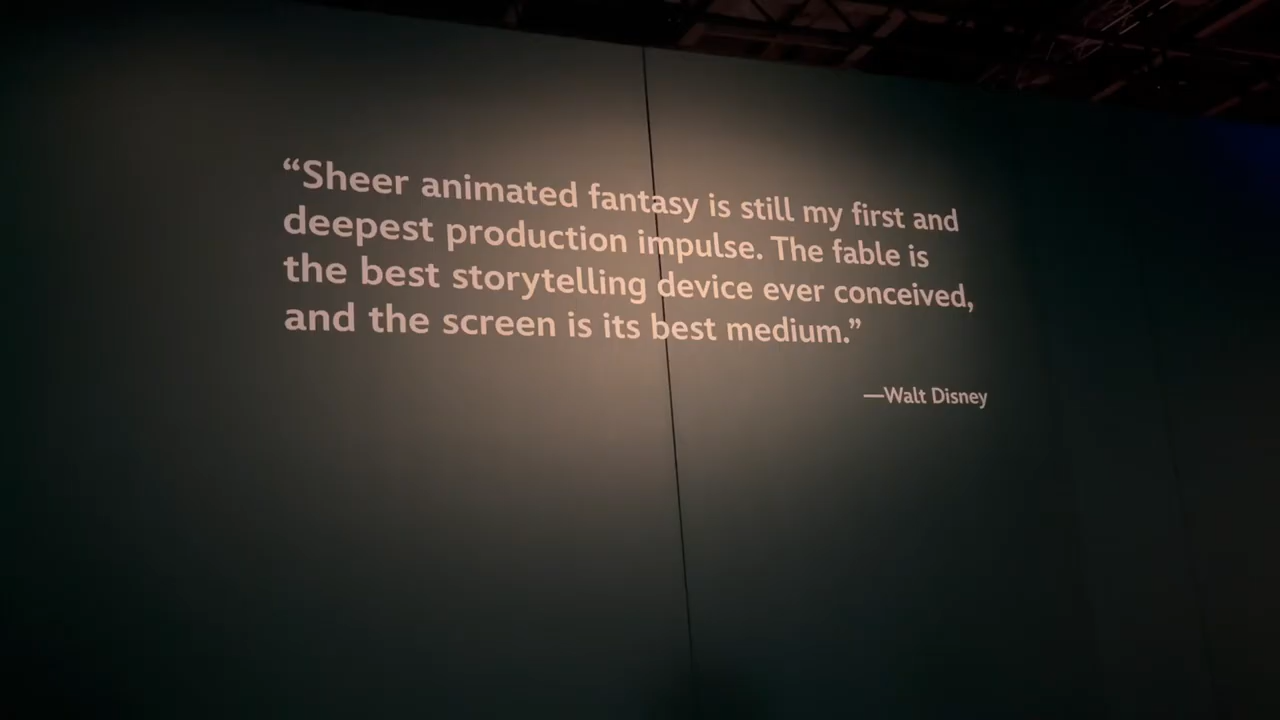 “Sheer animated fantasy is still my first and
deepest production impulse. The fable is
the best storytelling device ever conceived,
and the screen is its best medium.”
—Walt Disney